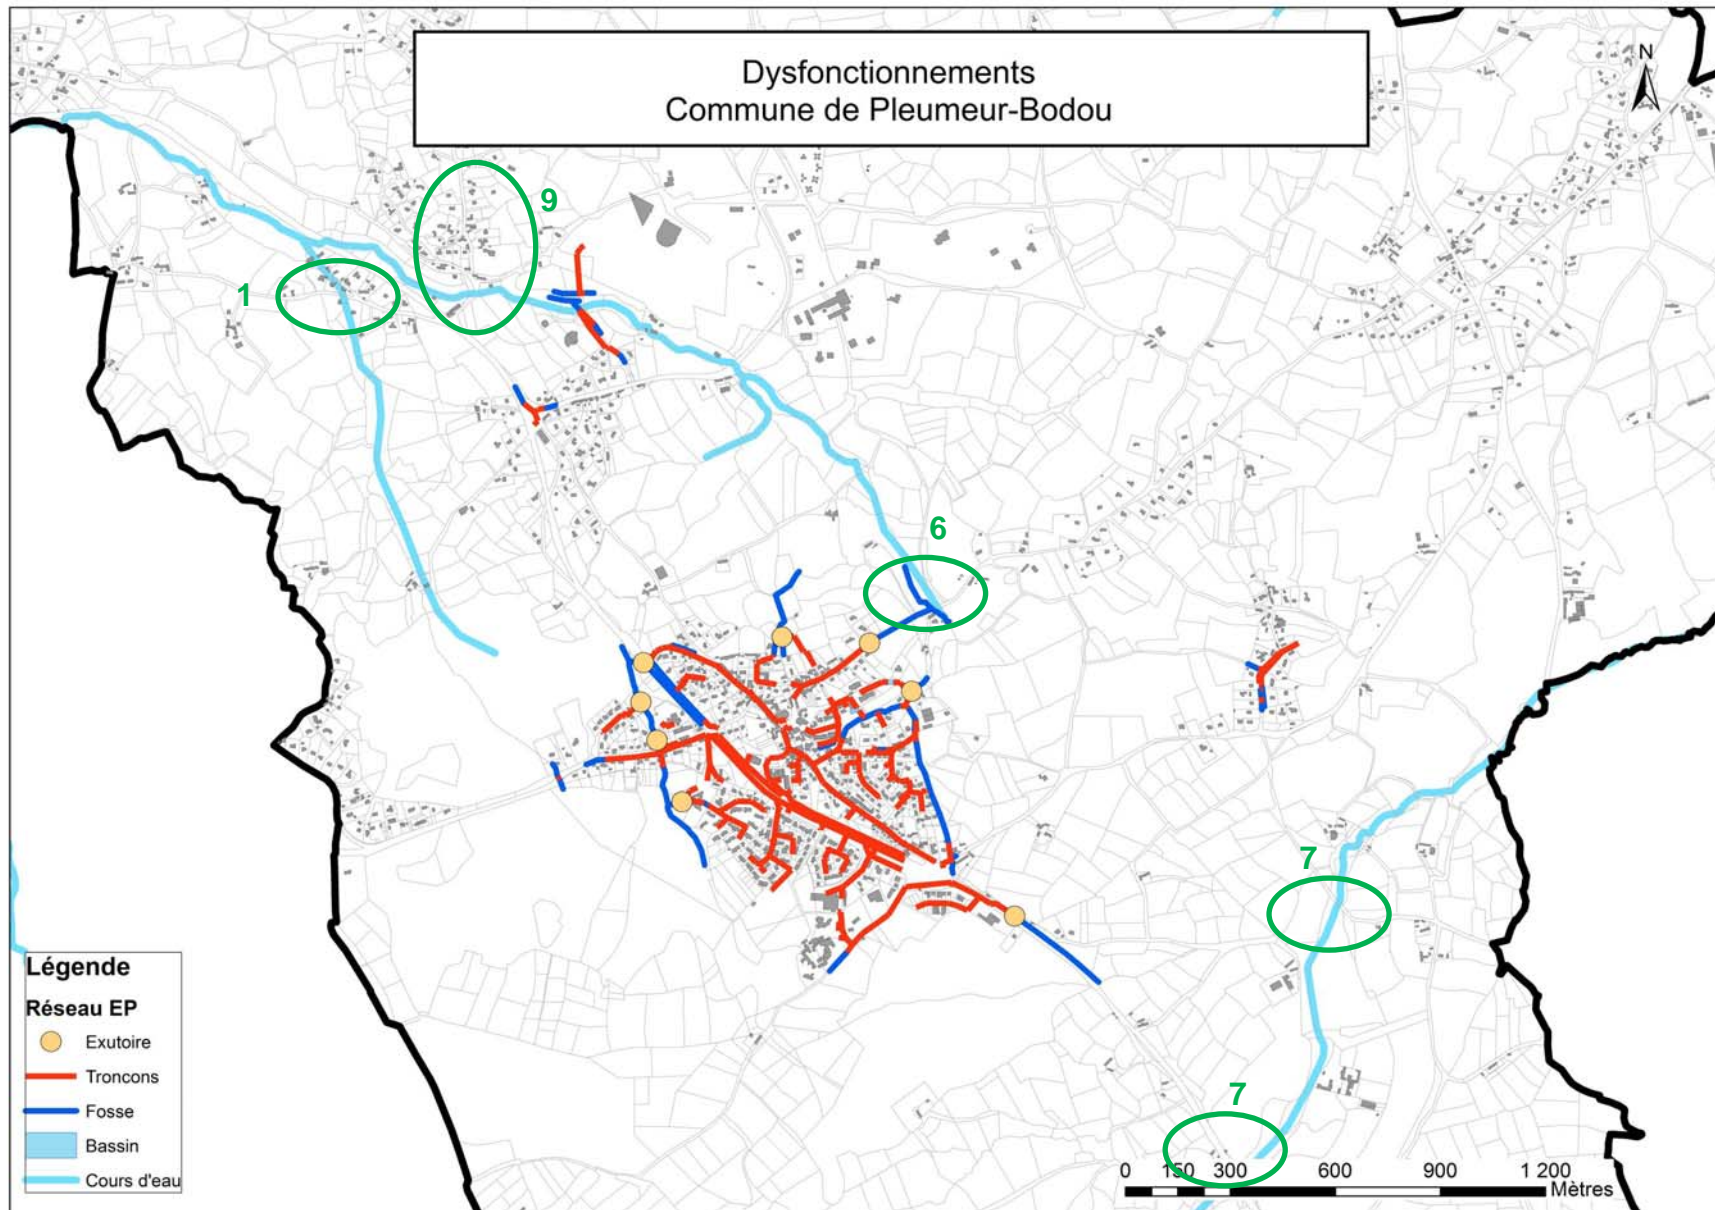 Dysfonctionnements
Commune de Pleumeur-Bodou
N
9
1
6
7
7
Légende
Réseau EP
Exutoire
Troncons
Fosse
Bassin
Cours d'eau
0 150 300 600 900 1 200
Mètres